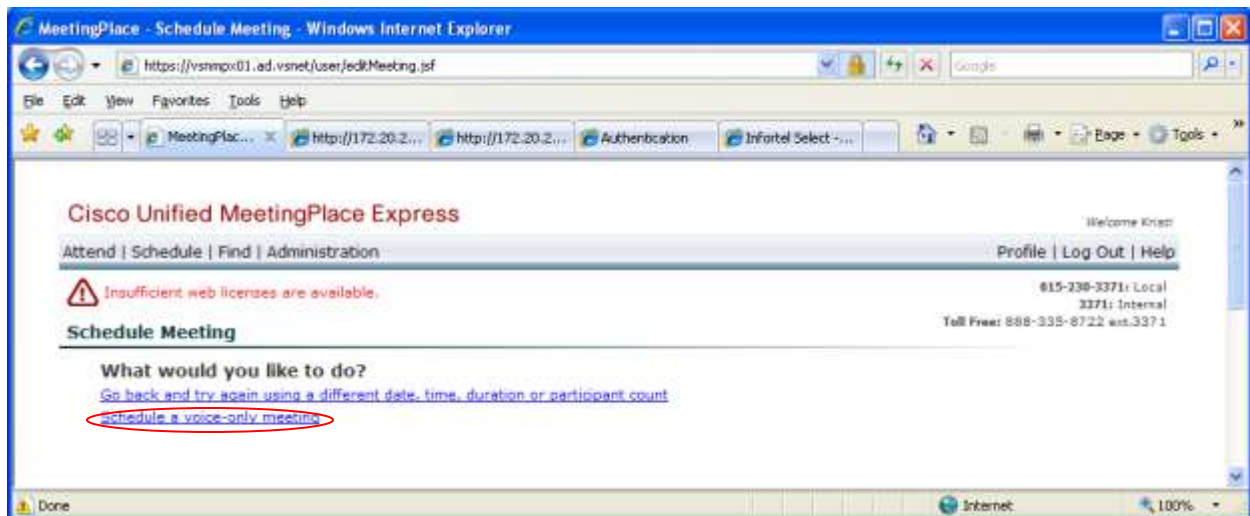 MeetingPlace - Schedule Meeting - Windows Internet Explorer
https://vsnmpx01.ad.vsnet/user/editMeeting.jsf
Google
File Edit View Favorites Tools Help
MeetingPlac... http://172.20.2... http://172.20.2... Authentication Infortel Select -... Page Tools
Cisco Unified MeetingPlace Express
Welcome Kristi
Attend | Schedule | Find | Administration
Profile | Log Out | Help
Insufficient web licenses are available.
615-230-3371: Local
3371: Internal
Toll Free: 888-335-8722 ext.3371
Schedule Meeting
What would you like to do?
Go back and try again using a different date, time, duration or participant count
Schedule a voice-only meeting
Done
Internet
100%